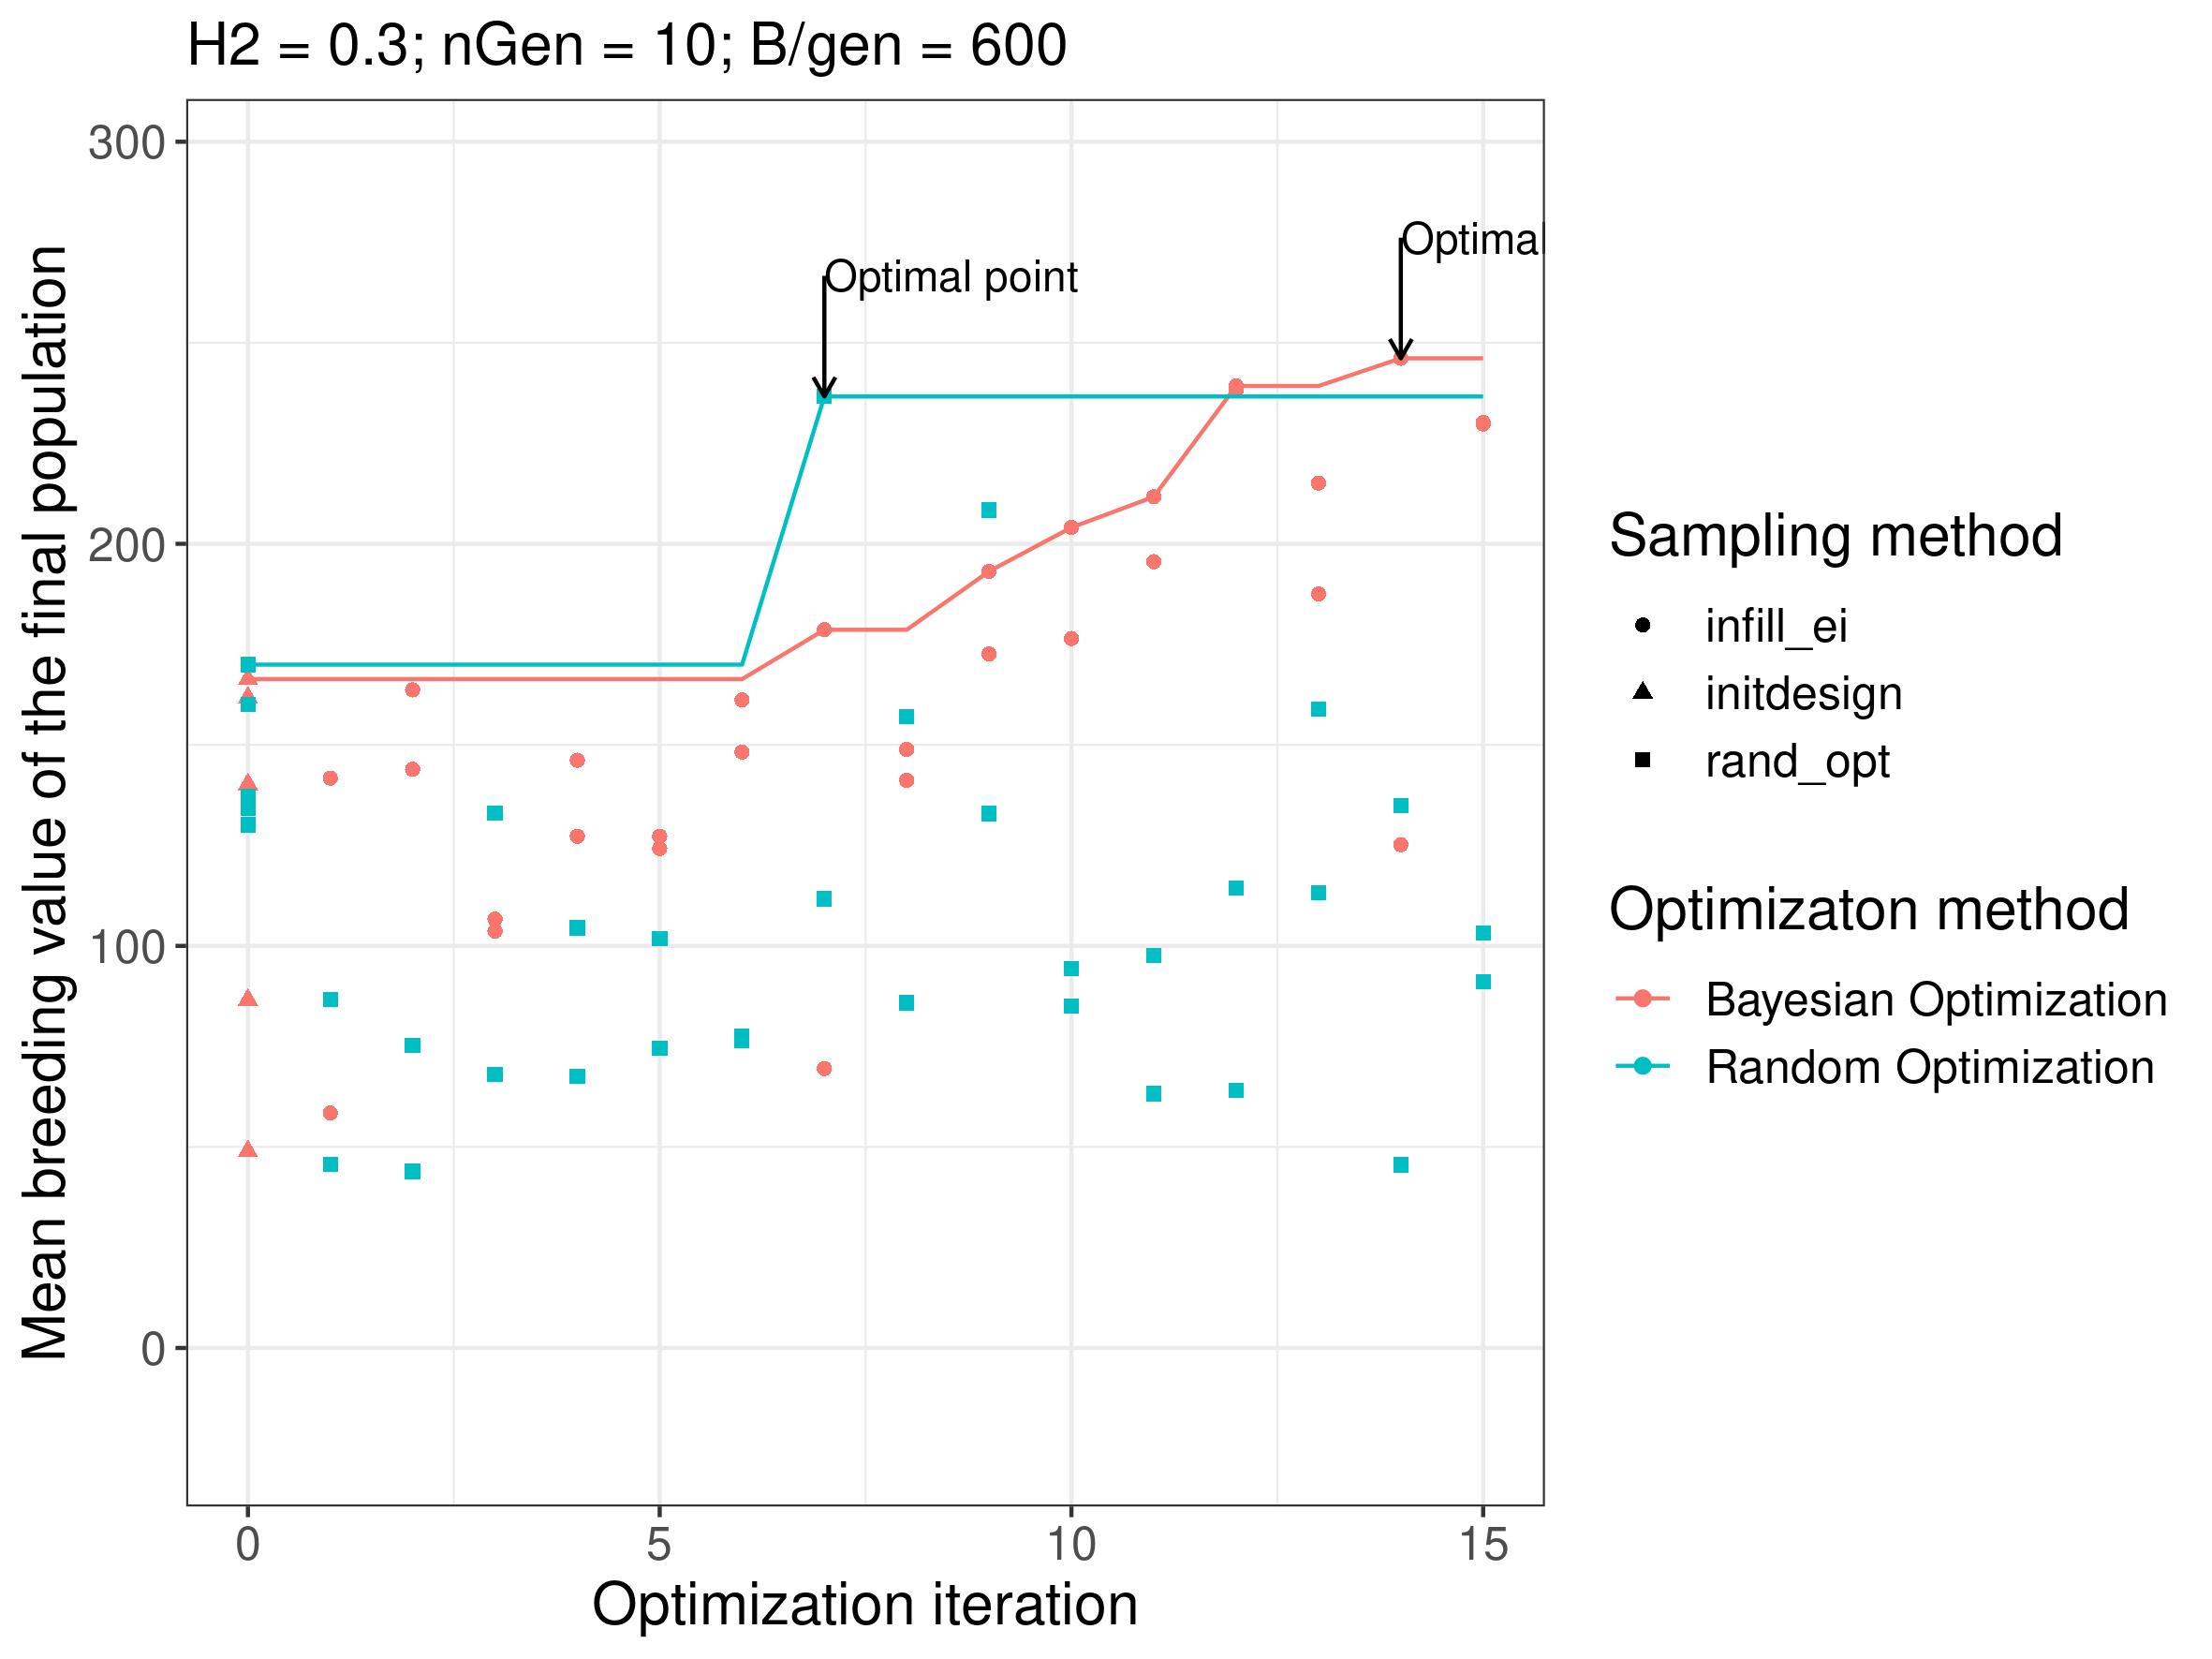 H2 = 0.3; nGen = 10; B/gen = 600
Mean breeding value of the final population
300
200
100
0
Optimal point
Optimal
0
5
10
15
Optimization iteration
Sampling method
infill_ei
initdesign
rand_opt
Optimizaton method
Bayesian Optimization
Random Optimization